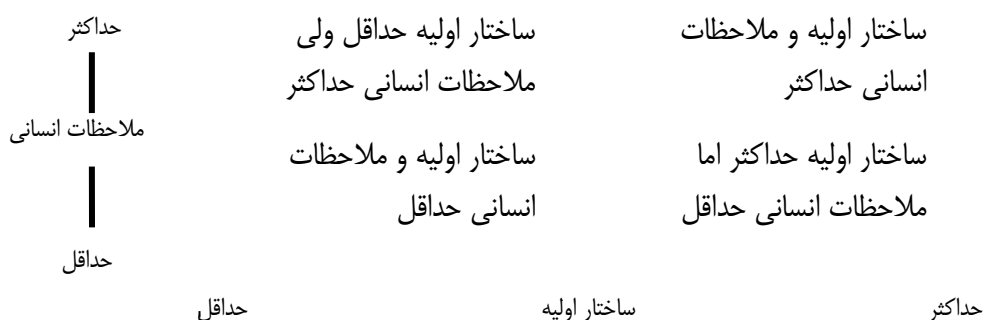 ساختار اولیه و ملاحظات
انسانی حداکثر
ساختار اولیه حداقل ولی
ملاحظات انسانی حداکثر
حداکثر
ملاحظات انسانی
حداقل
ساختار اولیه حداکثر اما
ملاحظات انسانی حداقل
ساختار اولیه و ملاحظات
انسانی حداقل
حداکثر
ساختار اولیه
حداقل